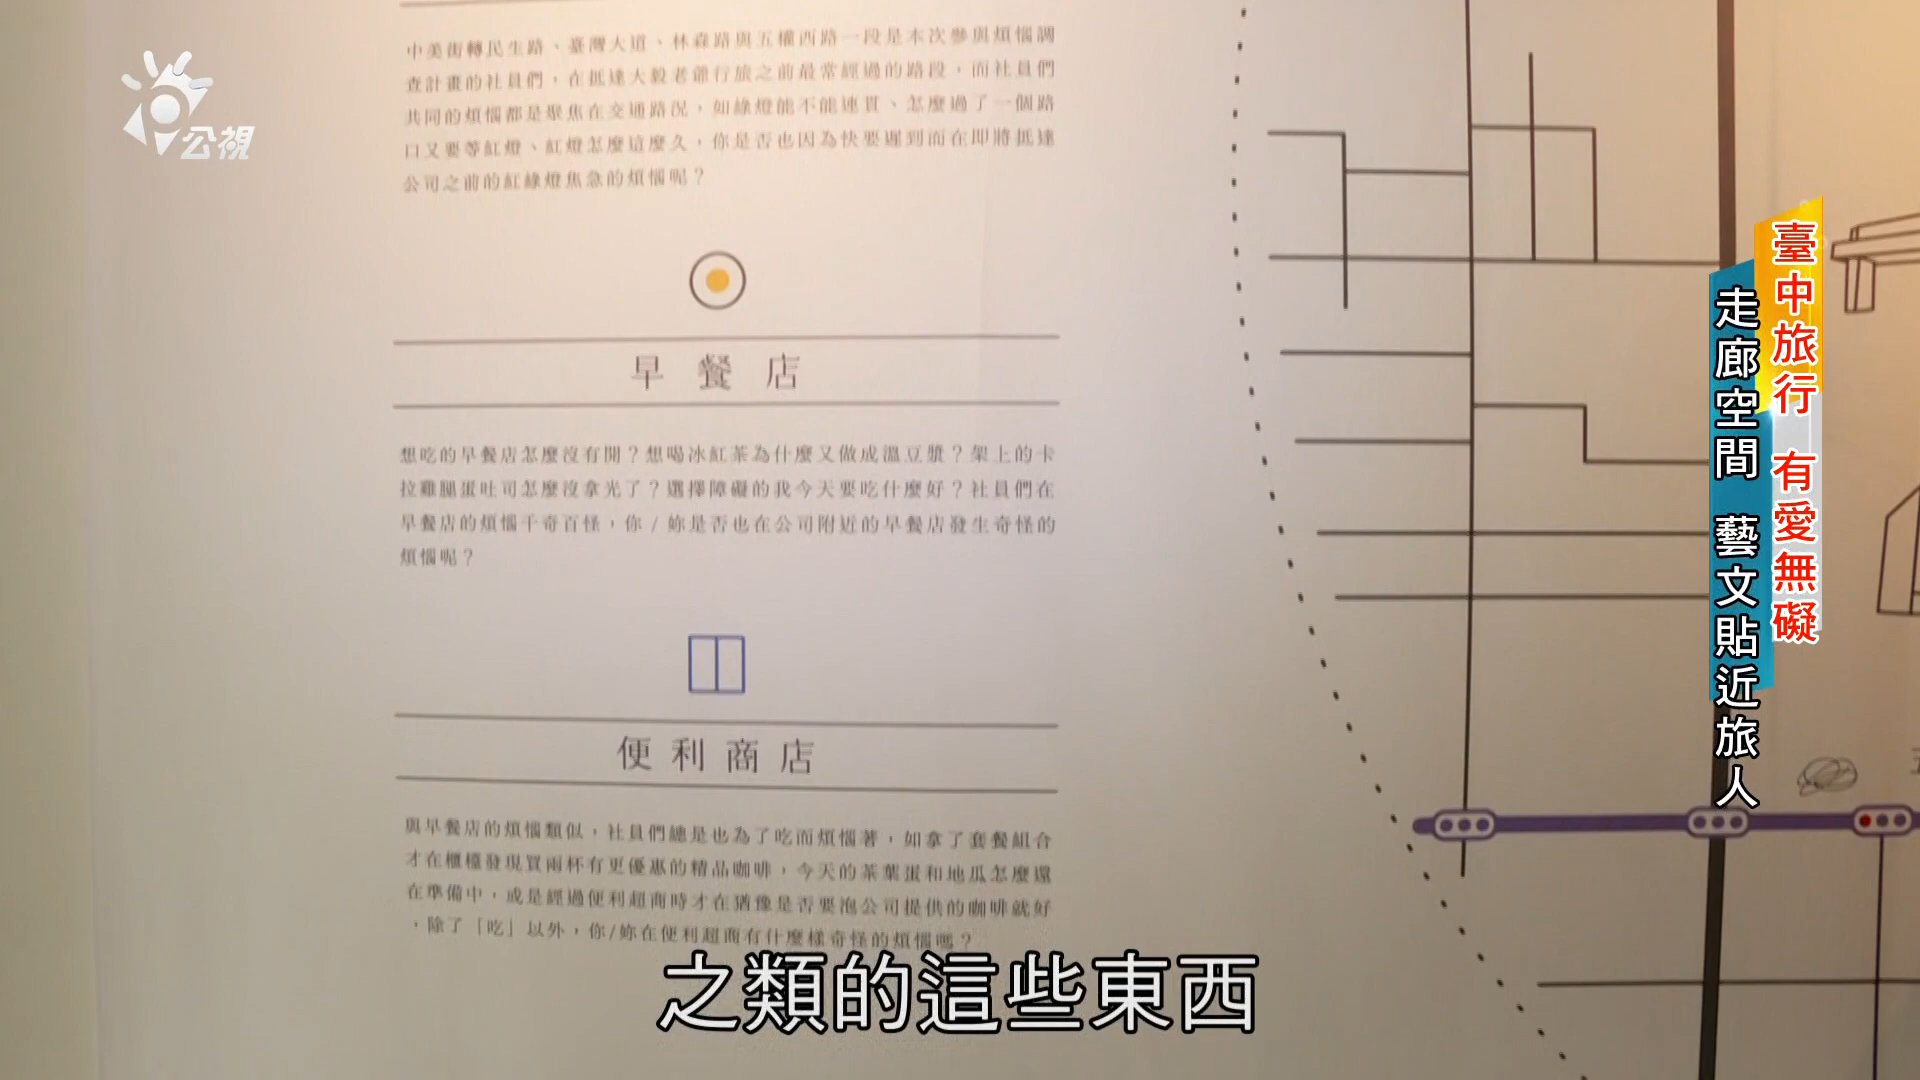 公視
中美街轉民生路、臺灣大道、林森路與五權西路一段是本次參與煩惱調
查計畫的社員們，在抵達大毅老爺行旅之前最常經過的路段，而社員們
共同的煩惱都是聚焦在交通路況，如綠燈能不能連貫、怎麼過了一個路
口又要等紅燈、紅燈怎麼這麼久，你是否也因為快要遲到而在即將抵達
公司之前的紅綠燈焦急的煩惱呢？
早餐店
想吃的早餐店怎麼沒有開？想喝冰紅茶為什麼又做成溫豆漿？架上的卡
拉雞腿蛋吐司怎麼沒拿光了？選擇障礙的我今天要吃什麼好？社員們在
早餐店的煩惱千奇百怪，你/妳是否也在公司附近的早餐店發生奇怪的
煩惱呢？
便利商店
與早餐店的煩惱類似，社員們總是也為了吃而煩惱著，如拿了套餐組合
才在櫃檯發現買兩杯有更優惠的精品咖啡，今天的茶葉蛋和地瓜怎麼還
在準備中，或是經過便利超商時才在猶豫是否要泡公司提供的咖啡就好
，除了「吃」以外，你/妳在便利超商有什麼樣奇怪的煩惱嗎？
臺中旅行 有愛無礙
走廊空間 藝文貼近旅人
之類的這些東西